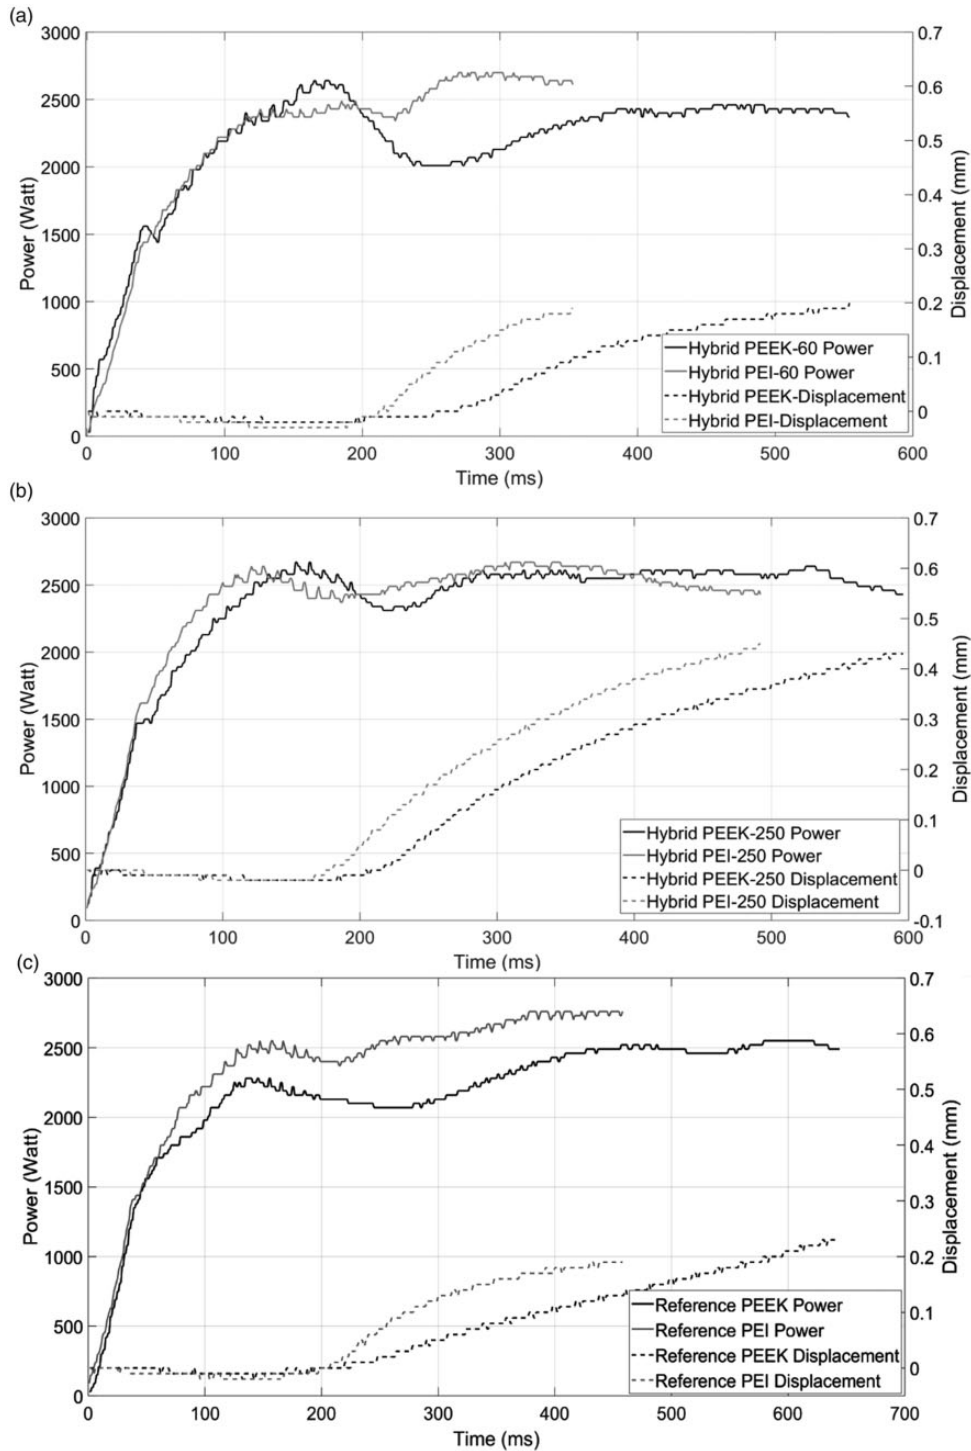 (a)
3000
2500
2000
1500
1000
500
0
Power (Watt)
0.7
0.6
0.5
0.4
0.3
0.2
0.1
0
Displacement (mm)
Hybrid PEEK-60 Power
Hybrid PEI-60 Power
Hybrid PEEK-Displacement
Hybrid PEI-Displacement
0 100 200 300 400 500 600
Time (ms)
(b)
3000
2500
2000
1500
1000
500
0
Power (Watt)
0.7
0.6
0.5
0.4
0.3
0.2
0.1
0
-0.1
Displacement (mm)
Hybrid PEEK-250 Power
Hybrid PEI-250 Power
Hybrid PEEK-250 Displacement
Hybrid PEI-250 Displacement
0 100 200 300 400 500 600
Time (ms)
(c)
3000
2500
2000
1500
1000
500
0
Power (Watt)
0.7
0.6
0.5
0.4
0.3
0.2
0.1
0
Displacement (mm)
Reference PEEK Power
Reference PEI Power
Reference PEEK Displacement
Reference PEI Displacement
0 100 200 300 400 500 600 700
Time (ms)